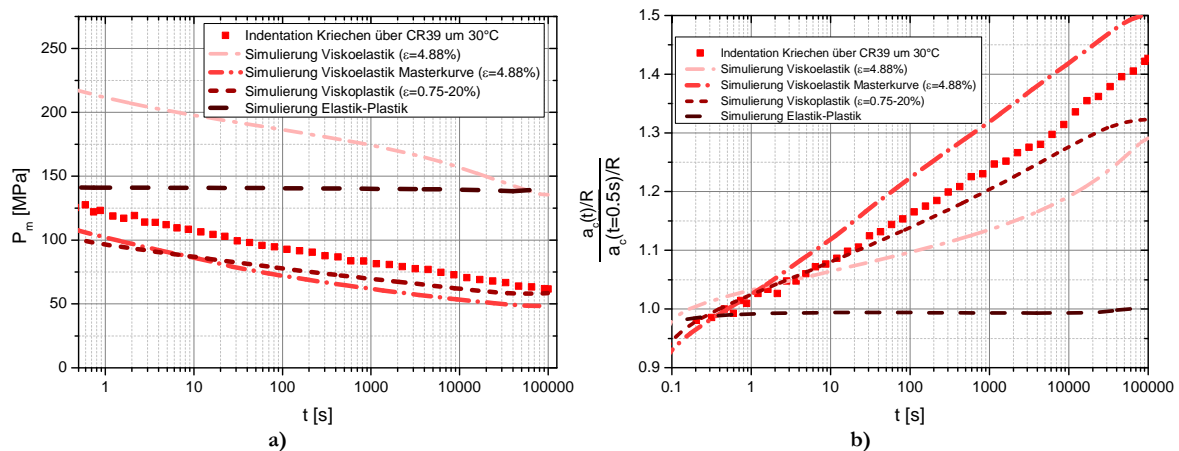 250
200
150
100
50
0
P_m [MPa]
Indentation Kriechen über CR39 um 30°C
Simulierung Viskoelastik (ε=4.88%)
Simulierung Viskoelastik Masterkurve (ε=4.88%)
Simulierung Viskoplastik (ε=0.75-20%)
Simulierung Elastik-Plastik
1
10
100
1000
10000
100000
t [s]
a)
1.5
1.4
1.3
1.2
1.1
1.0
0.9
a_c(t)/R
a_c(t=0.5s)/R
Indentation Kriechen über CR39 um 30°C
Simulierung Viskoelastik (ε=4.88%)
Simulierung Viskoelastik Masterkurve (ε=4.88%)
Simulierung Viskoplastik (ε=0.75-20%)
Simulierung Elastik-Plastik
0.1
1
10
100
1000
10000
100000
t [s]
b)